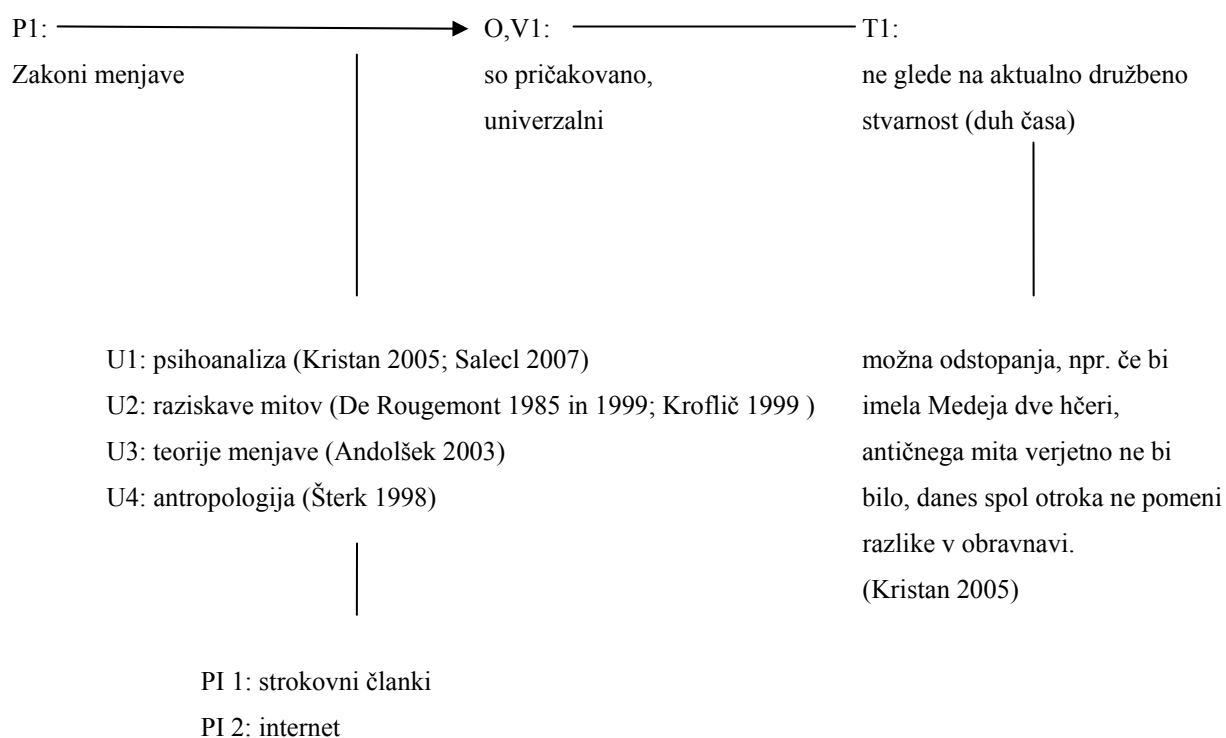 P1: O,V1: T1:
Zakoni menjave so pričakovano, ne glede na aktualno družbeno
univerzalni stvarnost (duh časa)
U1: psihoanaliza (Kristan 2005; Salecl 2007) možna odstopanja, npr. če bi
U2: raziskave mitov (De Rougemont 1985 in 1999; Kroflič 1999 ) imela Medeja dve hčeri,
U3: teorije menjave (Andolšek 2003) antičnega mita verjetno ne bi
U4: antropologija (Šterk 1998) bilo, danes spol otroka ne pomeni
razlike v obravnavi.
(Kristan 2005)
PI 1: strokovni članki
PI 2: internet